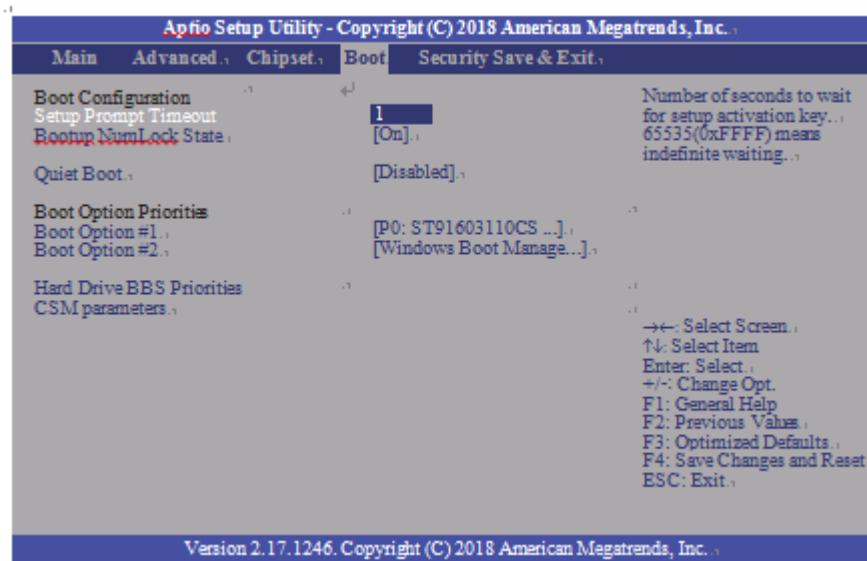 Aptio Setup Utility - Copyright (C) 2018 American Megatrends, Inc.
Main Advanced Chipset Boot Security Save & Exit
Boot Configuration
Setup Prompt Timeout 1
Bootup NumLock State [On]
Quiet Boot [Disabled]
Boot Option Priorities
Boot Option #1 [P0: ST91603110CS ...]
Boot Option #2 [Windows Boot Manage...]
Hard Drive BBS Priorities
CSM parameters
Number of seconds to wait
for setup activation key.
65535(0xFFFF) means
indefinite waiting.
→←: Select Screen
↑↓: Select Item
Enter: Select
+/-: Change Opt.
F1: General Help
F2: Previous Values
F3: Optimized Defaults
F4: Save Changes and Reset
ESC: Exit
Version 2.17.1246. Copyright (C) 2018 American Megatrends, Inc.